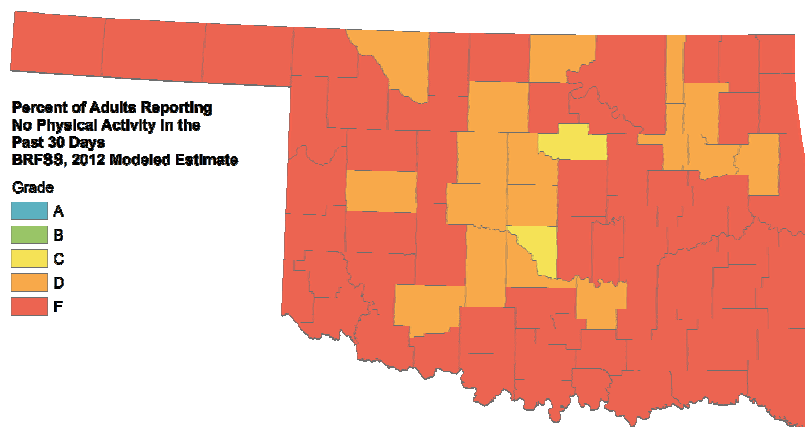 Percent of Adults Reporting
No Physical Activity in the
Past 30 Days
BRFSS, 2012 Modeled Estimate
Grade
A
B
C
D
F